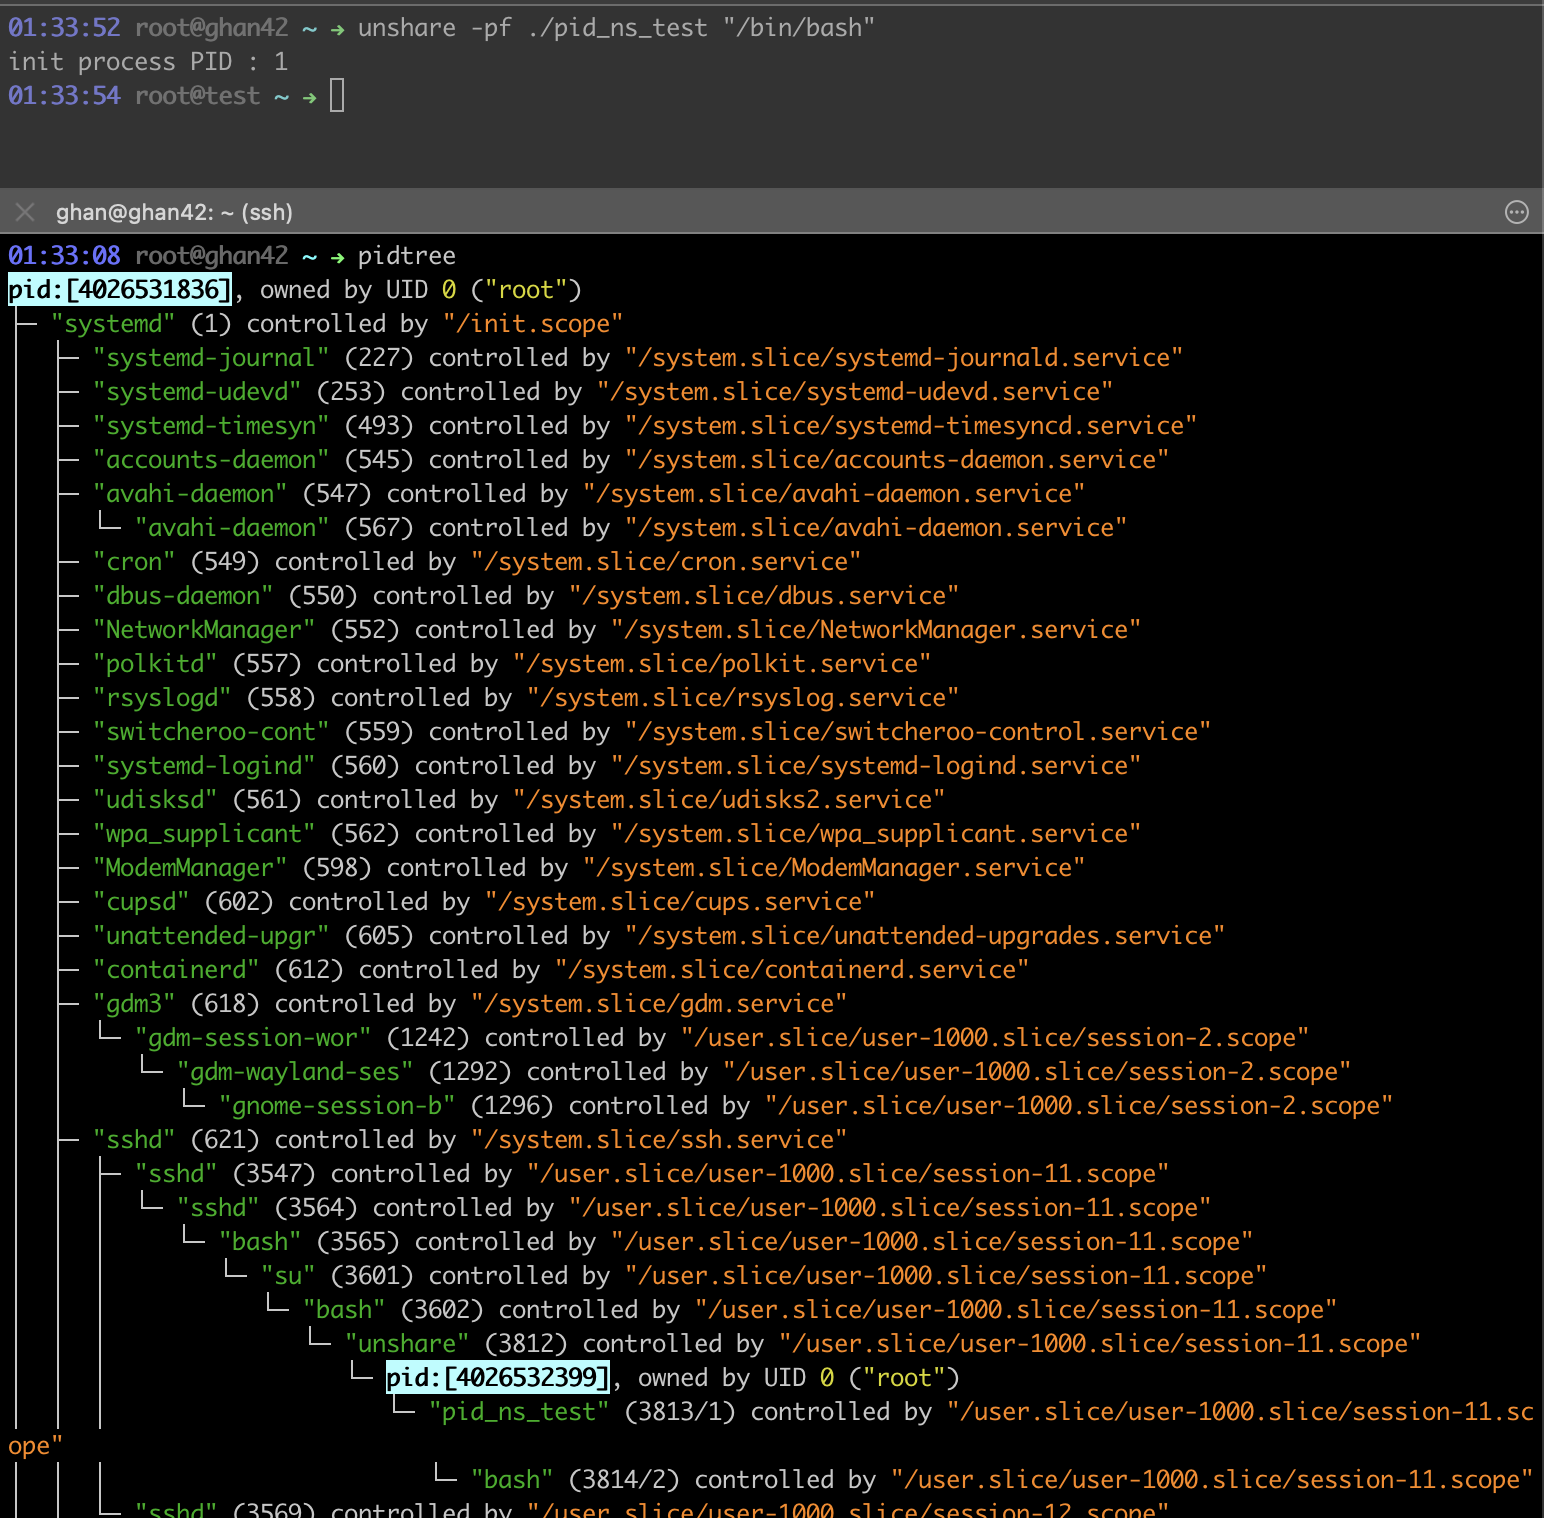 01:33:52 root@ghan42 ~ → unshare -pf ./pid_ns_test "/bin/bash"
init process PID : 1
01:33:54 root@test ~ →
ghan@ghan42: ~ (ssh)
01:33:08 root@ghan42 ~ → pidtree
pid:[4026531836], owned by UID 0 ("root")
"systemd" (1) controlled by "/init.scope"
"systemd-journal" (227) controlled by "/system.slice/systemd-journald.service"
"systemd-udevd" (253) controlled by "/system.slice/systemd-udevd.service"
"systemd-timesyn" (493) controlled by "/system.slice/systemd-timesyncd.service"
"accounts-daemon" (545) controlled by "/system.slice/accounts-daemon.service"
"avahi-daemon" (547) controlled by "/system.slice/avahi-daemon.service"
"avahi-daemon" (567) controlled by "/system.slice/avahi-daemon.service"
"cron" (549) controlled by "/system.slice/cron.service"
"dbus-daemon" (550) controlled by "/system.slice/dbus.service"
"NetworkManager" (552) controlled by "/system.slice/NetworkManager.service"
"polkitd" (557) controlled by "/system.slice/polkit.service"
"rsyslogd" (558) controlled by "/system.slice/rsyslog.service"
"switcheroo-cont" (559) controlled by "/system.slice/switcheroo-control.service"
"systemd-logind" (560) controlled by "/system.slice/systemd-logind.service"
"udisksd" (561) controlled by "/system.slice/udisks2.service"
"wpa_supplicant" (562) controlled by "/system.slice/wpa_supplicant.service"
"ModemManager" (598) controlled by "/system.slice/ModemManager.service"
"cupsd" (602) controlled by "/system.slice/cups.service"
"unattended-upgr" (605) controlled by "/system.slice/unattended-upgrades.service"
"containerd" (612) controlled by "/system.slice/containerd.service"
"gdm3" (618) controlled by "/system.slice/gdm.service"
"gdm-session-wor" (1242) controlled by "/user.slice/user-1000.slice/session-2.scope"
"gdm-wayland-ses" (1292) controlled by "/user.slice/user-1000.slice/session-2.scope"
"gnome-session-b" (1296) controlled by "/user.slice/user-1000.slice/session-2.scope"
"sshd" (621) controlled by "/system.slice/ssh.service"
"sshd" (3547) controlled by "/user.slice/user-1000.slice/session-11.scope"
"sshd" (3564) controlled by "/user.slice/user-1000.slice/session-11.scope"
"bash" (3565) controlled by "/user.slice/user-1000.slice/session-11.scope"
"su" (3601) controlled by "/user.slice/user-1000.slice/session-11.scope"
"bash" (3602) controlled by "/user.slice/user-1000.slice/session-11.scope"
"unshare" (3812) controlled by "/user.slice/user-1000.slice/session-11.scope"
pid:[4026532399], owned by UID 0 ("root")
"pid_ns_test" (3813/1) controlled by "/user.slice/user-1000.slice/session-11.sc
ope"
"bash" (3814/2) controlled by "/user.slice/user-1000.slice/session-11.scope"
"sshd" (3569) controlled by "/user.slice/user-1000.slice/session-12.scope"